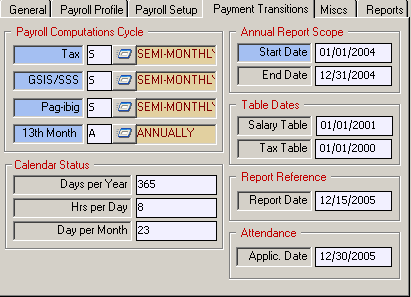 General Payroll Profile Payroll Setup Payment Transitions Miscs Reports
Payroll Computations Cycle
Tax S SEMI-MONTHLY
GSIS/SSS S SEMI-MONTHLY
Pag-ibig S SEMI-MONTHLY
13th Month A ANNUALLY
Calendar Status
Days per Year 365
Hrs per Day 8
Day per Month 23
Annual Report Scope
Start Date 01/01/2004
End Date 12/31/2004
Table Dates
Salary Table 01/01/2001
Tax Table 01/01/2000
Report Reference
Report Date 12/15/2005
Attendance
Applic. Date 12/30/2005